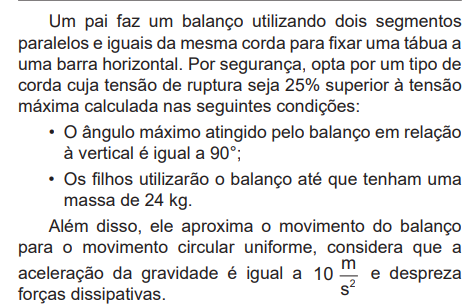 Um pai faz um balanço utilizando dois segmentos
paralelos e iguais da mesma corda para fixar uma tábua a
uma barra horizontal. Por segurança, opta por um tipo de
corda cuja tensão de ruptura seja 25% superior à tensão
máxima calculada nas seguintes condições:
• O ângulo máximo atingido pelo balanço em relação
à vertical é igual a 90°;
• Os filhos utilizarão o balanço até que tenham uma
massa de 24 kg.
Além disso, ele aproxima o movimento do balanço
para o movimento circular uniforme, considera que a
aceleração da gravidade é igual a 10 m/s² e despreza
forças dissipativas.